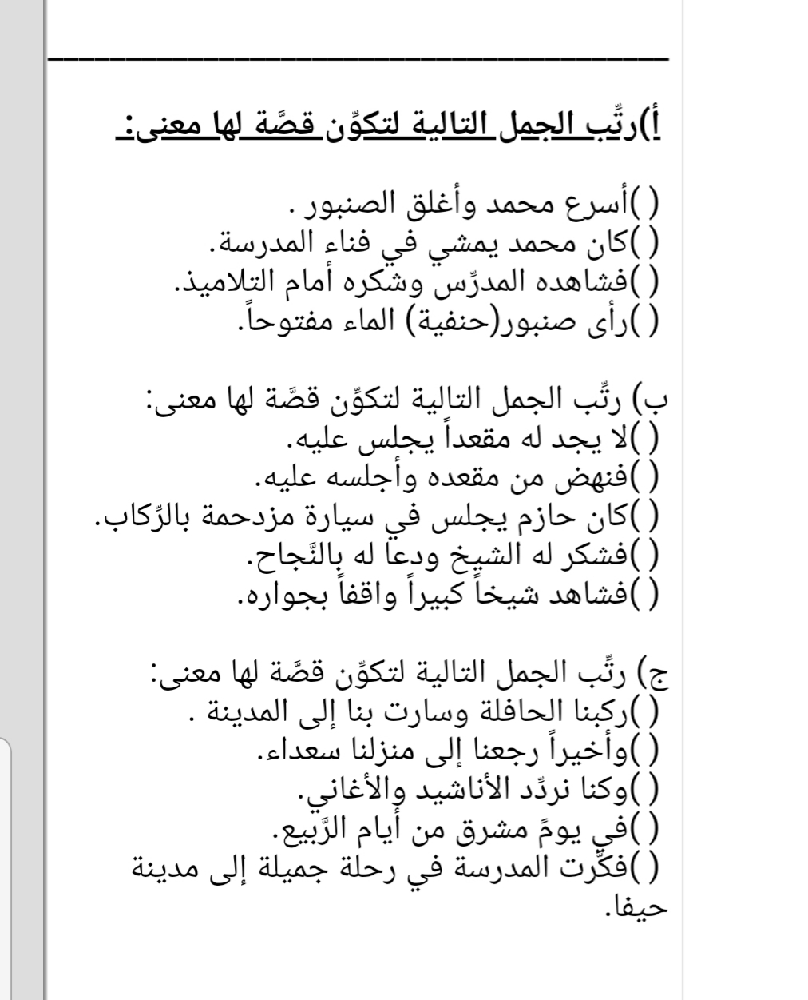 أ)رتِّب الجمل التالية لتكوِّن قصَّة لها معنى:
( )أسرع محمد وأغلق الصنبور .
( )كان محمد يمشي في فناء المدرسة.
( )فشاهده المدرِّس وشكره أمام التلاميذ.
( )رأى صنبور(حنفية) الماء مفتوحاً.
ب) رتِّب الجمل التالية لتكوِّن قصَّة لها معنى:
( )لا يجد له مقعداً يجلس عليه.
( )فنهض من مقعده وأجلسه عليه.
( )كان حازم يجلس في سيارة مزدحمة بالرِّكاب.
( )فشكر له الشيخ ودعا له بالنَّجاح.
( )فشاهد شيخاً كبيراً واقفاً بجواره.
ج) رتِّب الجمل التالية لتكوِّن قصَّة لها معنى:
( )ركبنا الحافلة وسارت بنا إلى المدينة .
( )وأخيراً رجعنا إلى منزلنا سعداء.
( )وكنا نردِّد الأناشيد والأغاني.
( )في يومً مشرق من أيام الرَّبيع.
( )فكَّرت المدرسة في رحلة جميلة إلى مدينة
حيفا.